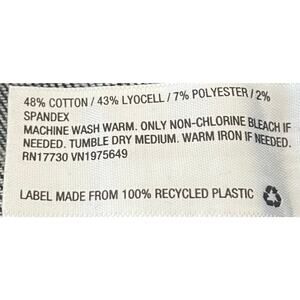 48% COTTON / 43% LYOCELL / 7% POLYESTER / 2%
SPANDEX
MACHINE WASH WARM. ONLY NON-CHLORINE BLEACH IF
NEEDED. TUMBLE DRY MEDIUM. WARM IRON IF NEEDED.
RN17730 VN1975649
LABEL MADE FROM 100% RECYCLED PLASTIC